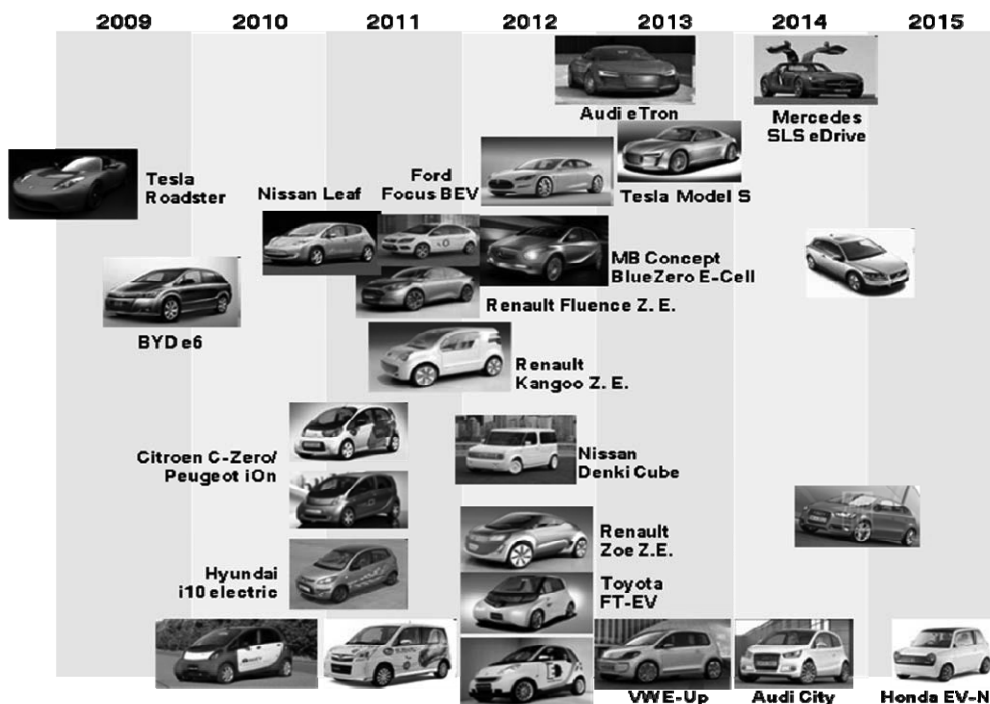 2009 2010 2011 2012 2013 2014 2015
Audi eTron
Mercedes
SLS eDrive
Tesla
Roadster
Nissan Leaf
Ford
Focus BEV
Tesla Model S
MB Concept
BlueZero E-Cell
Renault Fluence Z. E.
BYD e6
Renault
Kangoo Z. E.
Citroen C-Zero/
Peugeot iOn
Nissan
Denki Cube
Renault
Zoe Z.E.
Hyundai
i10 electric
Toyota
FT-EV
VW E-Up
Audi City
Honda EV-N